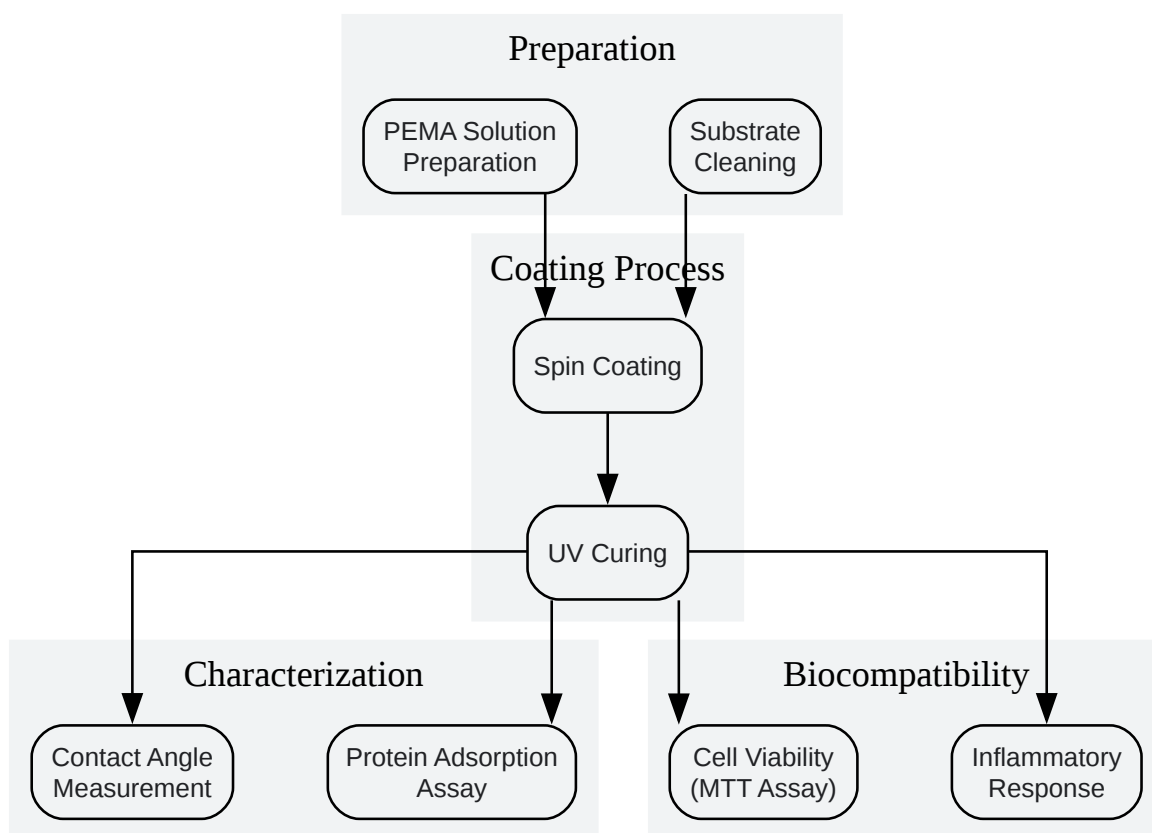 Preparation
PEMA Solution
Preparation
Substrate
Cleaning
Coating Process
Spin Coating
UV Curing
Characterization
Contact Angle
Measurement
Protein Adsorption
Assay
Biocompatibility
Cell Viability
(MTT Assay)
Inflammatory
Response